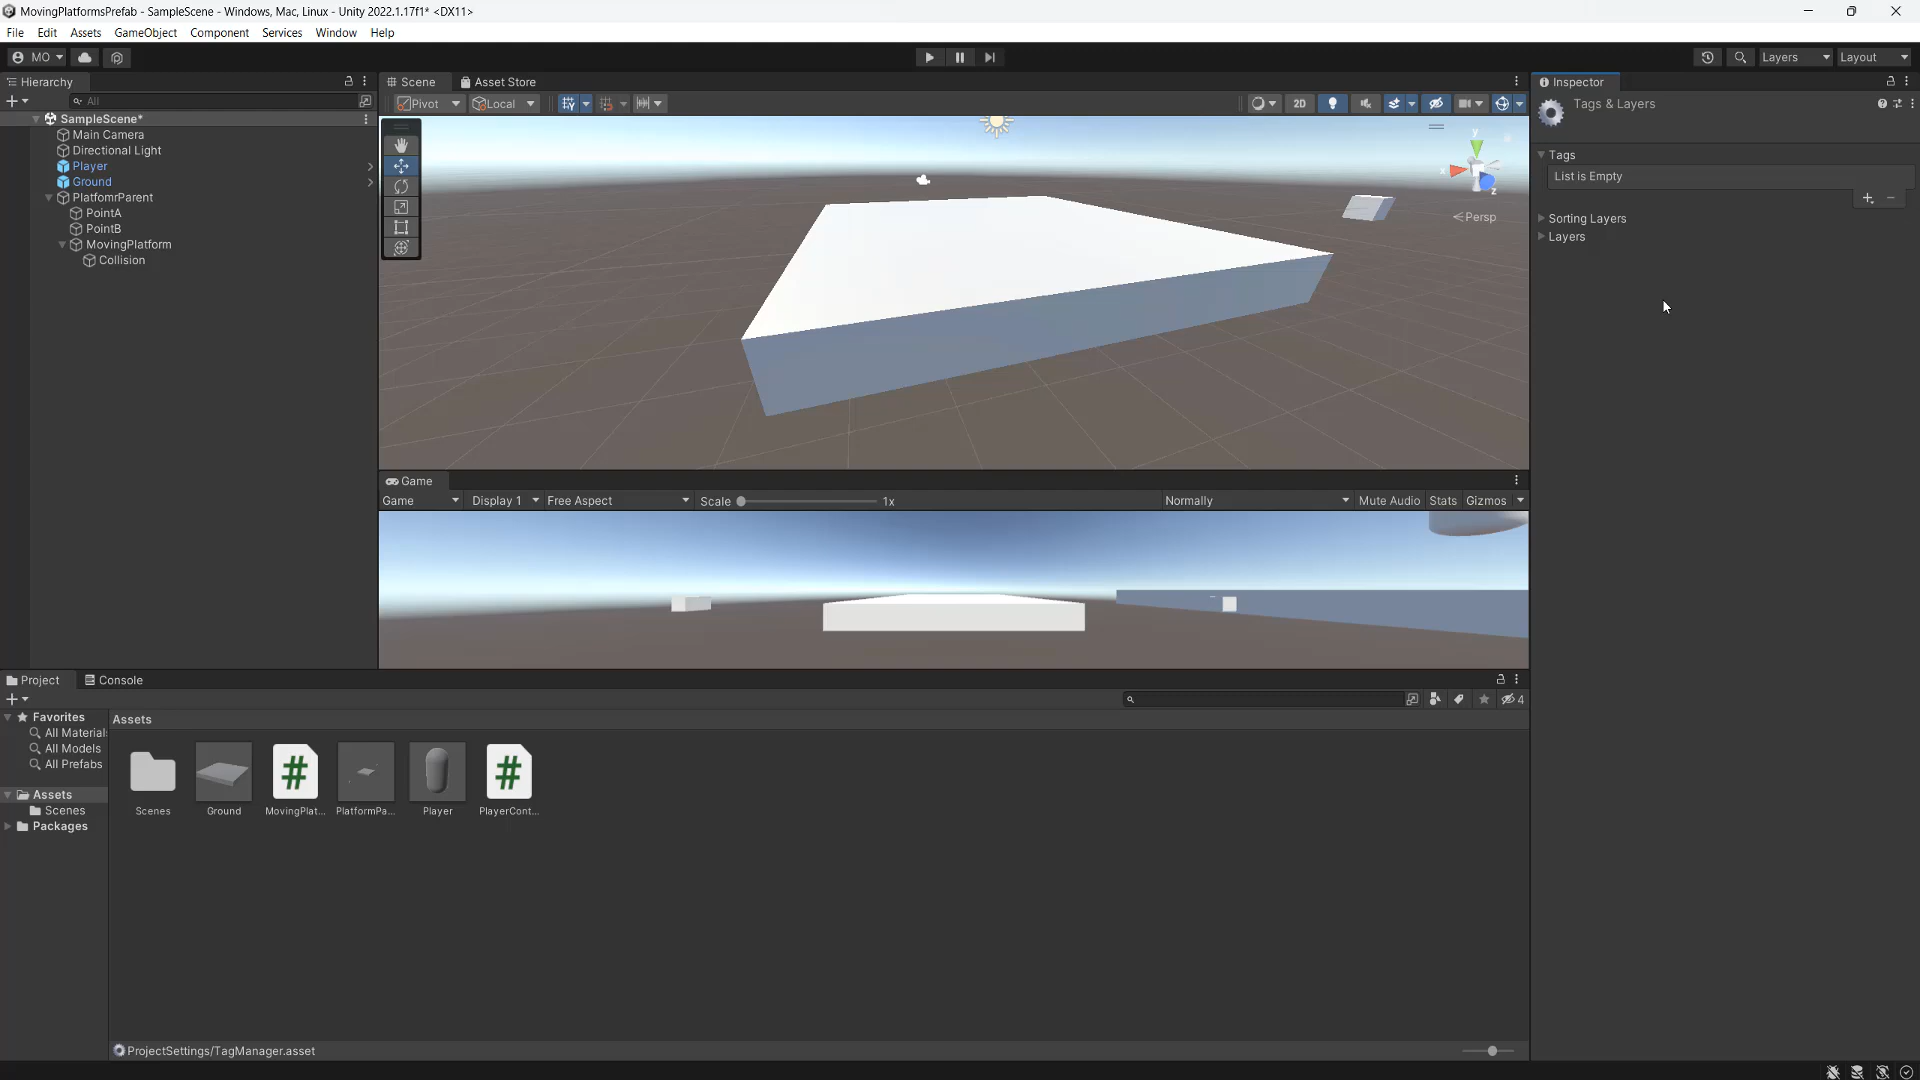 MovingPlatformsPrefab - SampleScene - Windows, Mac, Linux - Unity 2022.1.17f1* <DX11>
File Edit Assets GameObject Component Services Window Help
MO Layers Layout
Hierarchy
All
SampleScene*
Main Camera
Directional Light
Player
Ground
PlatfomrParent
PointA
PointB
MovingPlatform
Collision
Scene Asset Store
Pivot Local 2D
y
x
z
Persp
Game
Game Display 1 Free Aspect Scale 1x Normally Mute Audio Stats Gizmos
Inspector
Tags & Layers
Tags
List is Empty
Sorting Layers
Layers
Project Console
4
Favorites
All Material
All Models
All Prefabs
Assets
Scenes
Packages
Assets
Scenes Ground MovingPlat... PlatformPa... Player PlayerCont...
ProjectSettings/TagManager.asset